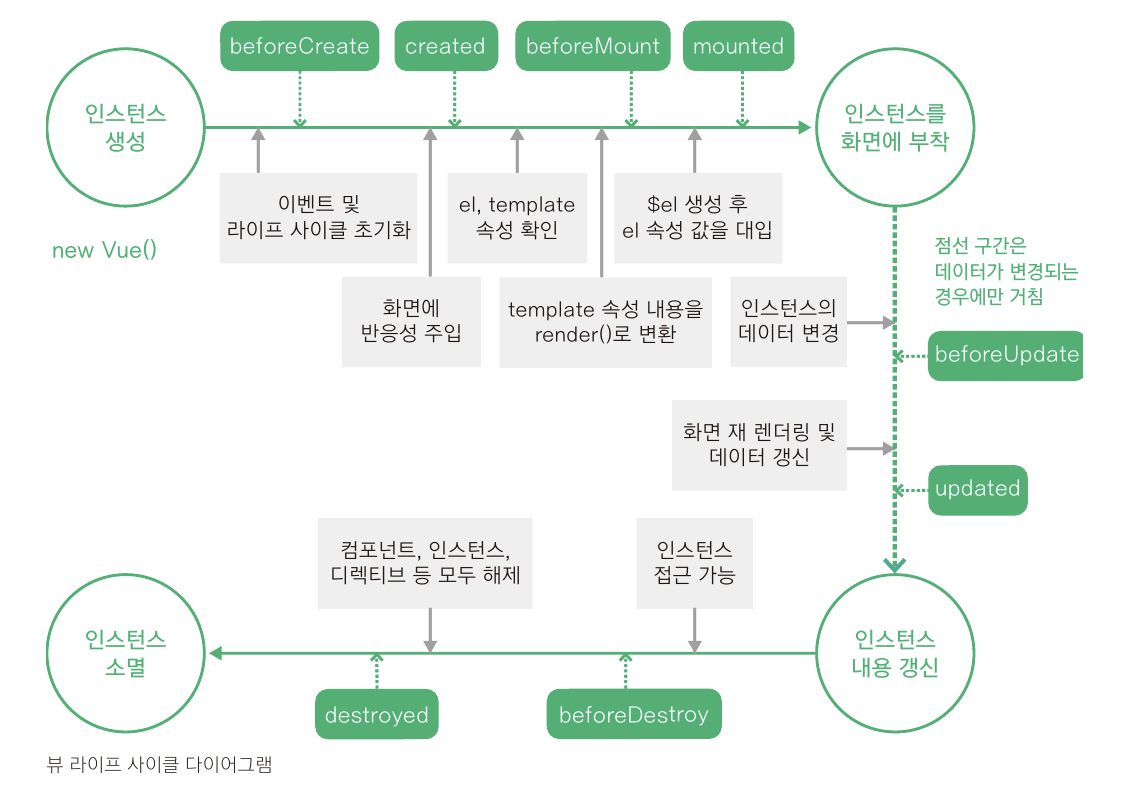 beforeCreate
created
beforeMount
mounted
인스턴스
생성
인스턴스를
화면에 부착
이벤트 및
라이프 사이클 초기화
el, template
속성 확인
$el 생성 후
el 속성 값을 대입
new Vue()
점선 구간은
데이터가 변경되는
경우에만 거침
화면에
반응성 주입
template 속성 내용을
render()로 변환
인스턴스의
데이터 변경
beforeUpdate
화면 재 렌더링 및
데이터 갱신
updated
컴포넌트, 인스턴스,
디렉티브 등 모두 해제
인스턴스
접근 가능
인스턴스
소멸
인스턴스
내용 갱신
destroyed
beforeDestroy
뷰 라이프 사이클 다이어그램